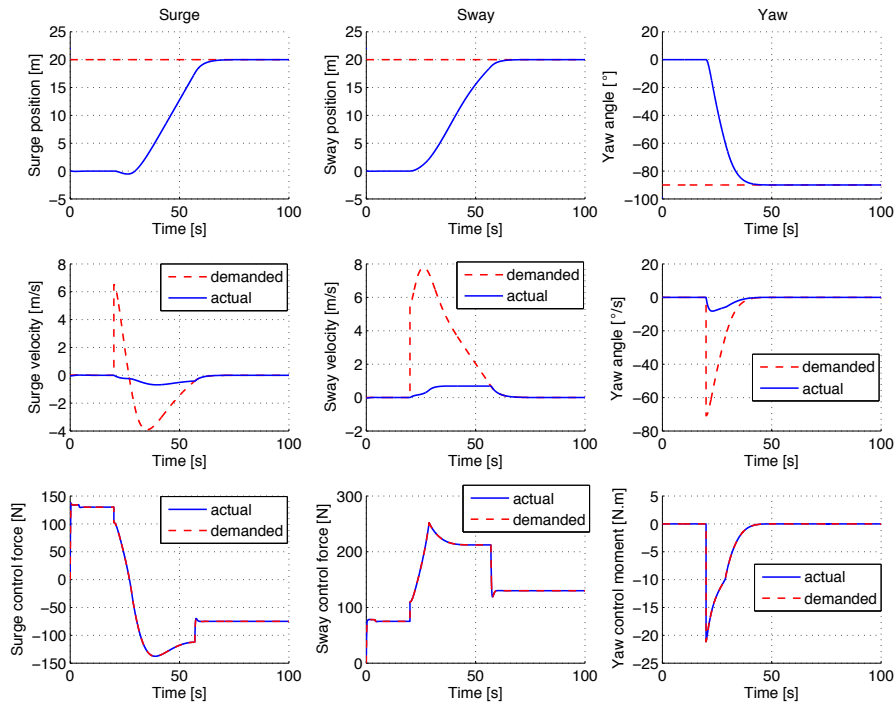 Surge
Sway
Yaw
25
20
15
10
5
0
−5
0
50
100
Surge position [m]
Time [s]
25
20
15
10
5
0
−5
0
50
100
Sway position [m]
Time [s]
20
0
−20
−40
−60
−80
−100
0
50
100
Yaw angle [°]
Time [s]
8
6
4
2
0
−2
−4
0
50
100
Surge velocity [m/s]
Time [s]
demanded
actual
8
6
4
2
0
−2
0
50
100
Sway velocity [m/s]
Time [s]
demanded
actual
20
0
−20
−40
−60
−80
0
50
100
Yaw angle [°/s]
Time [s]
demanded
actual
150
100
50
0
−50
−100
−150
0
50
100
Surge control force [N]
Time [s]
actual
demanded
300
200
100
0
0
50
100
Sway control force [N]
Time [s]
actual
demanded
5
0
−5
−10
−15
−20
−25
0
50
100
Yaw control moment [N.m]
Time [s]
actual
demanded